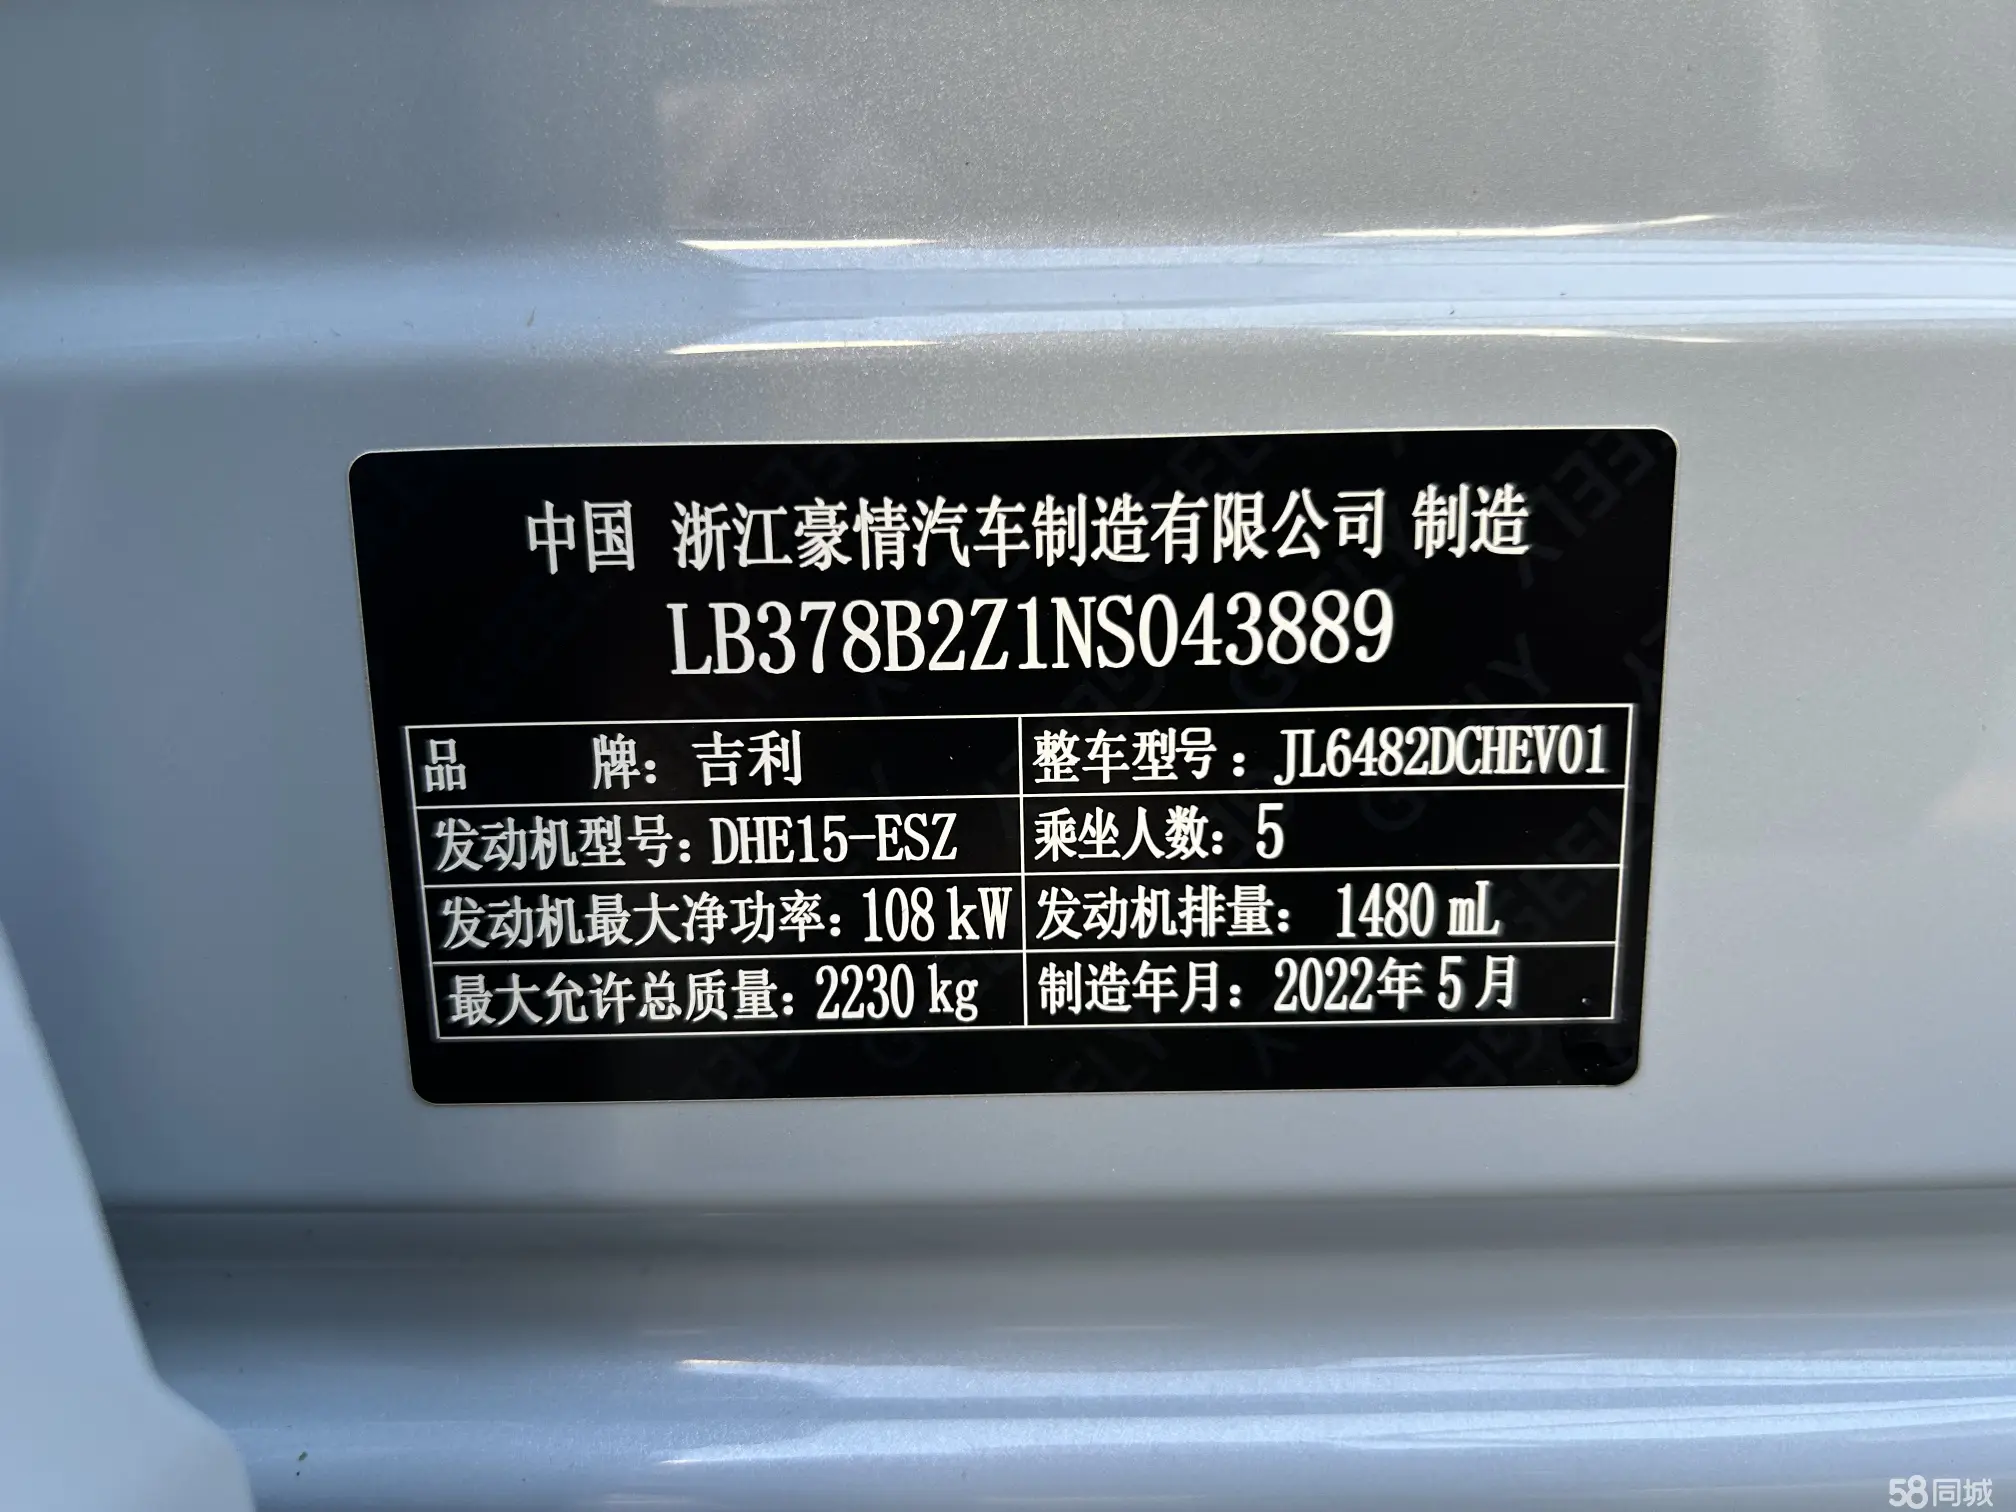 中国 浙江豪情汽车制造有限公司 制造
LB378B2Z1NS043889
品 牌：吉利 整车型号：JL6482DCHEV01
发动机型号：DHE15-ESZ 乘坐人数：5
发动机最大净功率：108 kW 发动机排量：1480 mL
最大允许总质量：2230 kg 制造年月：2022年5月
58同城